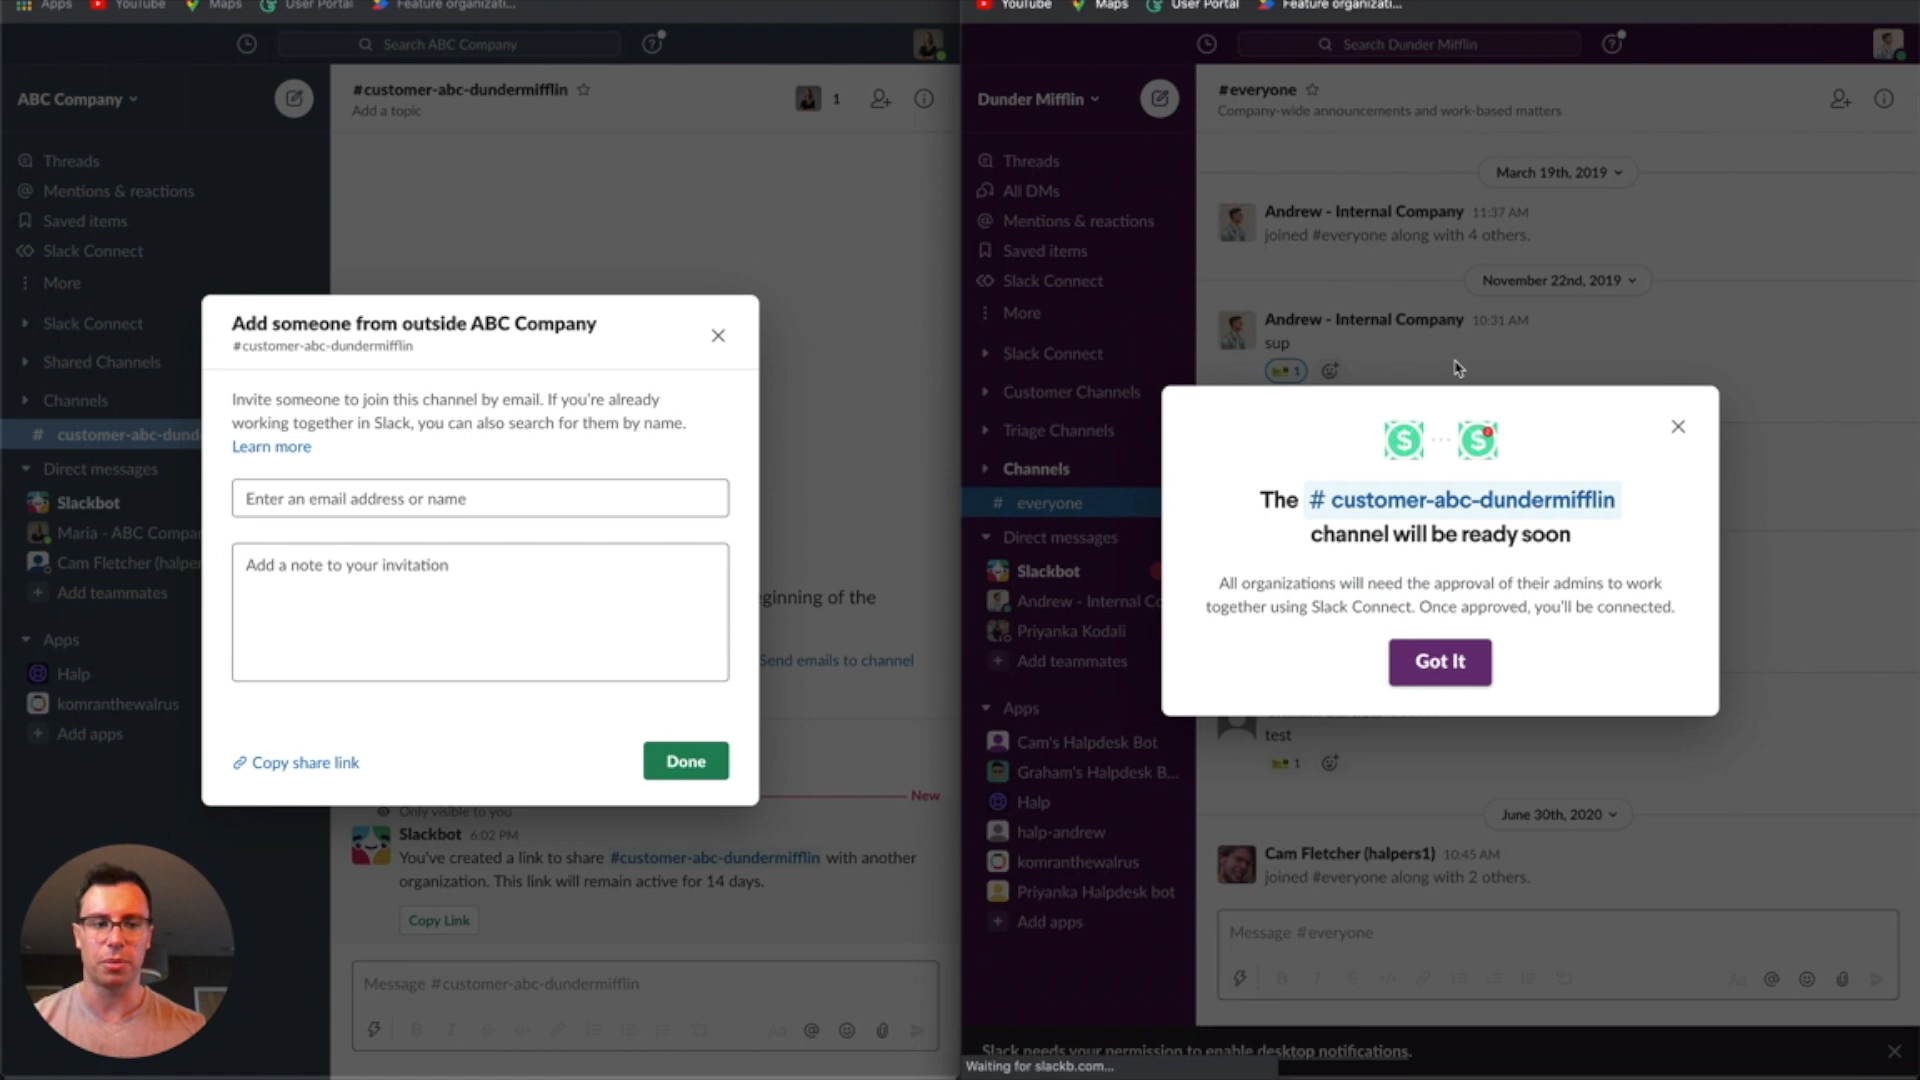 Apps
YouTube
Maps
User Portal
Feature organizati...
Search ABC Company
ABC Company
#customer-abc-dundermifflin
Add a topic
1
Threads
Mentions & reactions
Saved items
Slack Connect
More
Slack Connect
Shared Channels
Channels
# customer-abc-dund
Direct messages
Slackbot
Maria - ABC Compa
Cam Fletcher (halpe
+ Add teammates
Apps
Halp
komranthewalrus
+ Add apps
Add someone from outside ABC Company
#customer-abc-dundermifflin
Invite someone to join this channel by email. If you're already
working together in Slack, you can also search for them by name.
Learn more
Enter an email address or name
Add a note to your invitation
Copy share link
Done
ginning of the
Send emails to channel
New
Only visible to you
Slackbot 6:02 PM
You've created a link to share #customer-abc-dundermifflin with another
organization. This link will remain active for 14 days.
Copy Link
Message #customer-abc-dundermifflin
YouTube
Maps
User Portal
Feature organizati...
Search Dunder Mifflin
Dunder Mifflin
#everyone
Company-wide announcements and work-based matters
Threads
All DMs
Mentions & reactions
Saved items
Slack Connect
More
Slack Connect
Customer Channels
Triage Channels
Channels
# everyone
Direct messages
Slackbot
Andrew - Internal Co
Priyanka Kodali
+ Add teammates
Apps
Cam's Helpdesk Bot
Graham's Halpdesk B...
Halp
halp-andrew
komranthewalrus
Priyanka Halpdesk bot
+ Add apps
March 19th, 2019
Andrew - Internal Company 11:37 AM
joined #everyone along with 4 others.
November 22nd, 2019
Andrew - Internal Company 10:31 AM
sup
1
The # customer-abc-dundermifflin
channel will be ready soon
All organizations will need the approval of their admins to work
together using Slack Connect. Once approved, you'll be connected.
Got It
test
1
June 30th, 2020
Cam Fletcher (halpers1) 10:45 AM
joined #everyone along with 2 others.
Message #everyone
Slack needs your permission to enable desktop notifications.
Waiting for slackb.com...